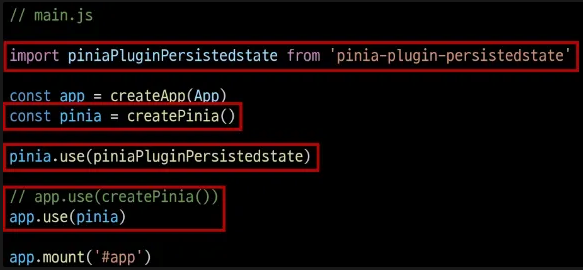 // main.js
import piniaPluginPersistedstate from 'pinia-plugin-persistedstate'
const app = createApp(App)
const pinia = createPinia()
pinia.use(piniaPluginPersistedstate)
// app.use(createPinia())
app.use(pinia)
app.mount('#app')